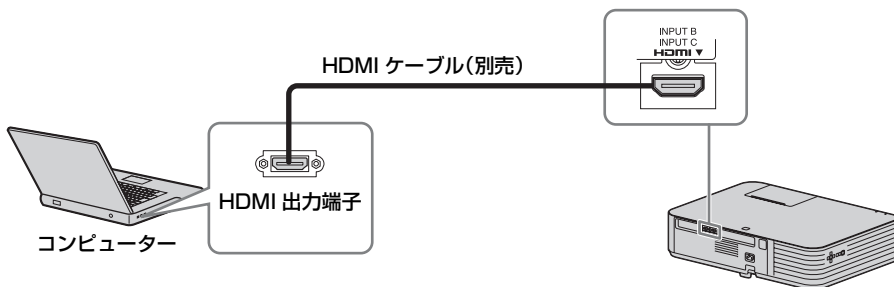 INPUT B
INPUT C
HDMI ▼
HDMI ケーブル（別売）
HDMI 出力端子
コンピューター